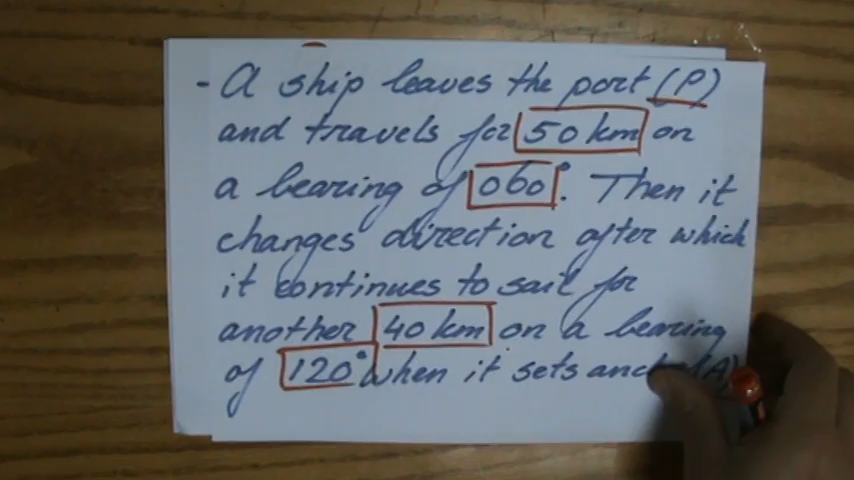 - A ship leaves the port (P)
and travels for 50 km on
a bearing of 060°. Then it
changes direction after which
it continues to sail for
another 40 km on a bearing
of 120° when it sets (A)